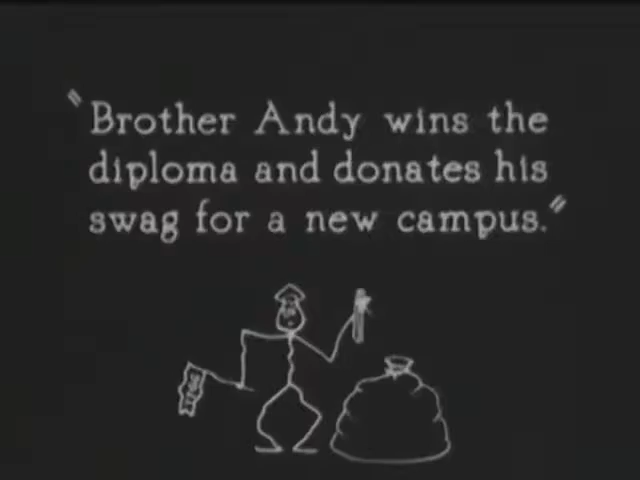 "Brother Andy wins the
diploma and donates his
swag for a new campus."